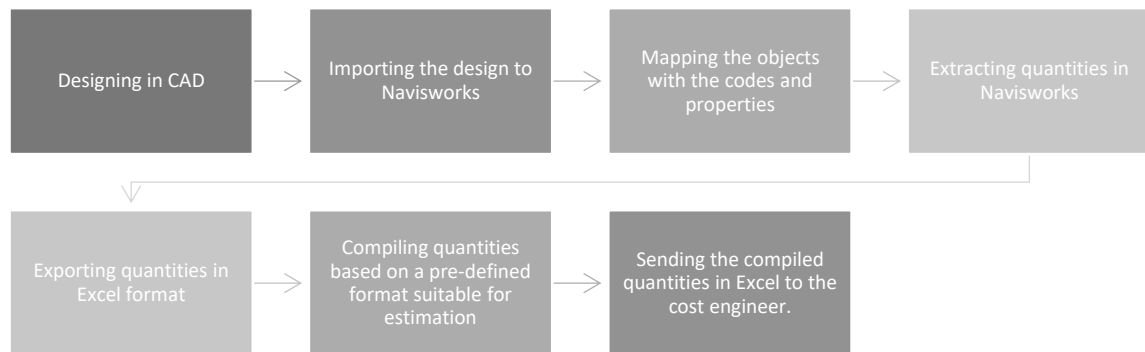 Designing in CAD
Importing the design to
Navisworks
Mapping the objects
with the codes and
properties
Extracting quantities in
Navisworks
Exporting quantities in
Excel format
Compiling quantities
based on a pre-defined
format suitable for
estimation
Sending the compiled
quantities in Excel to the
cost engineer.